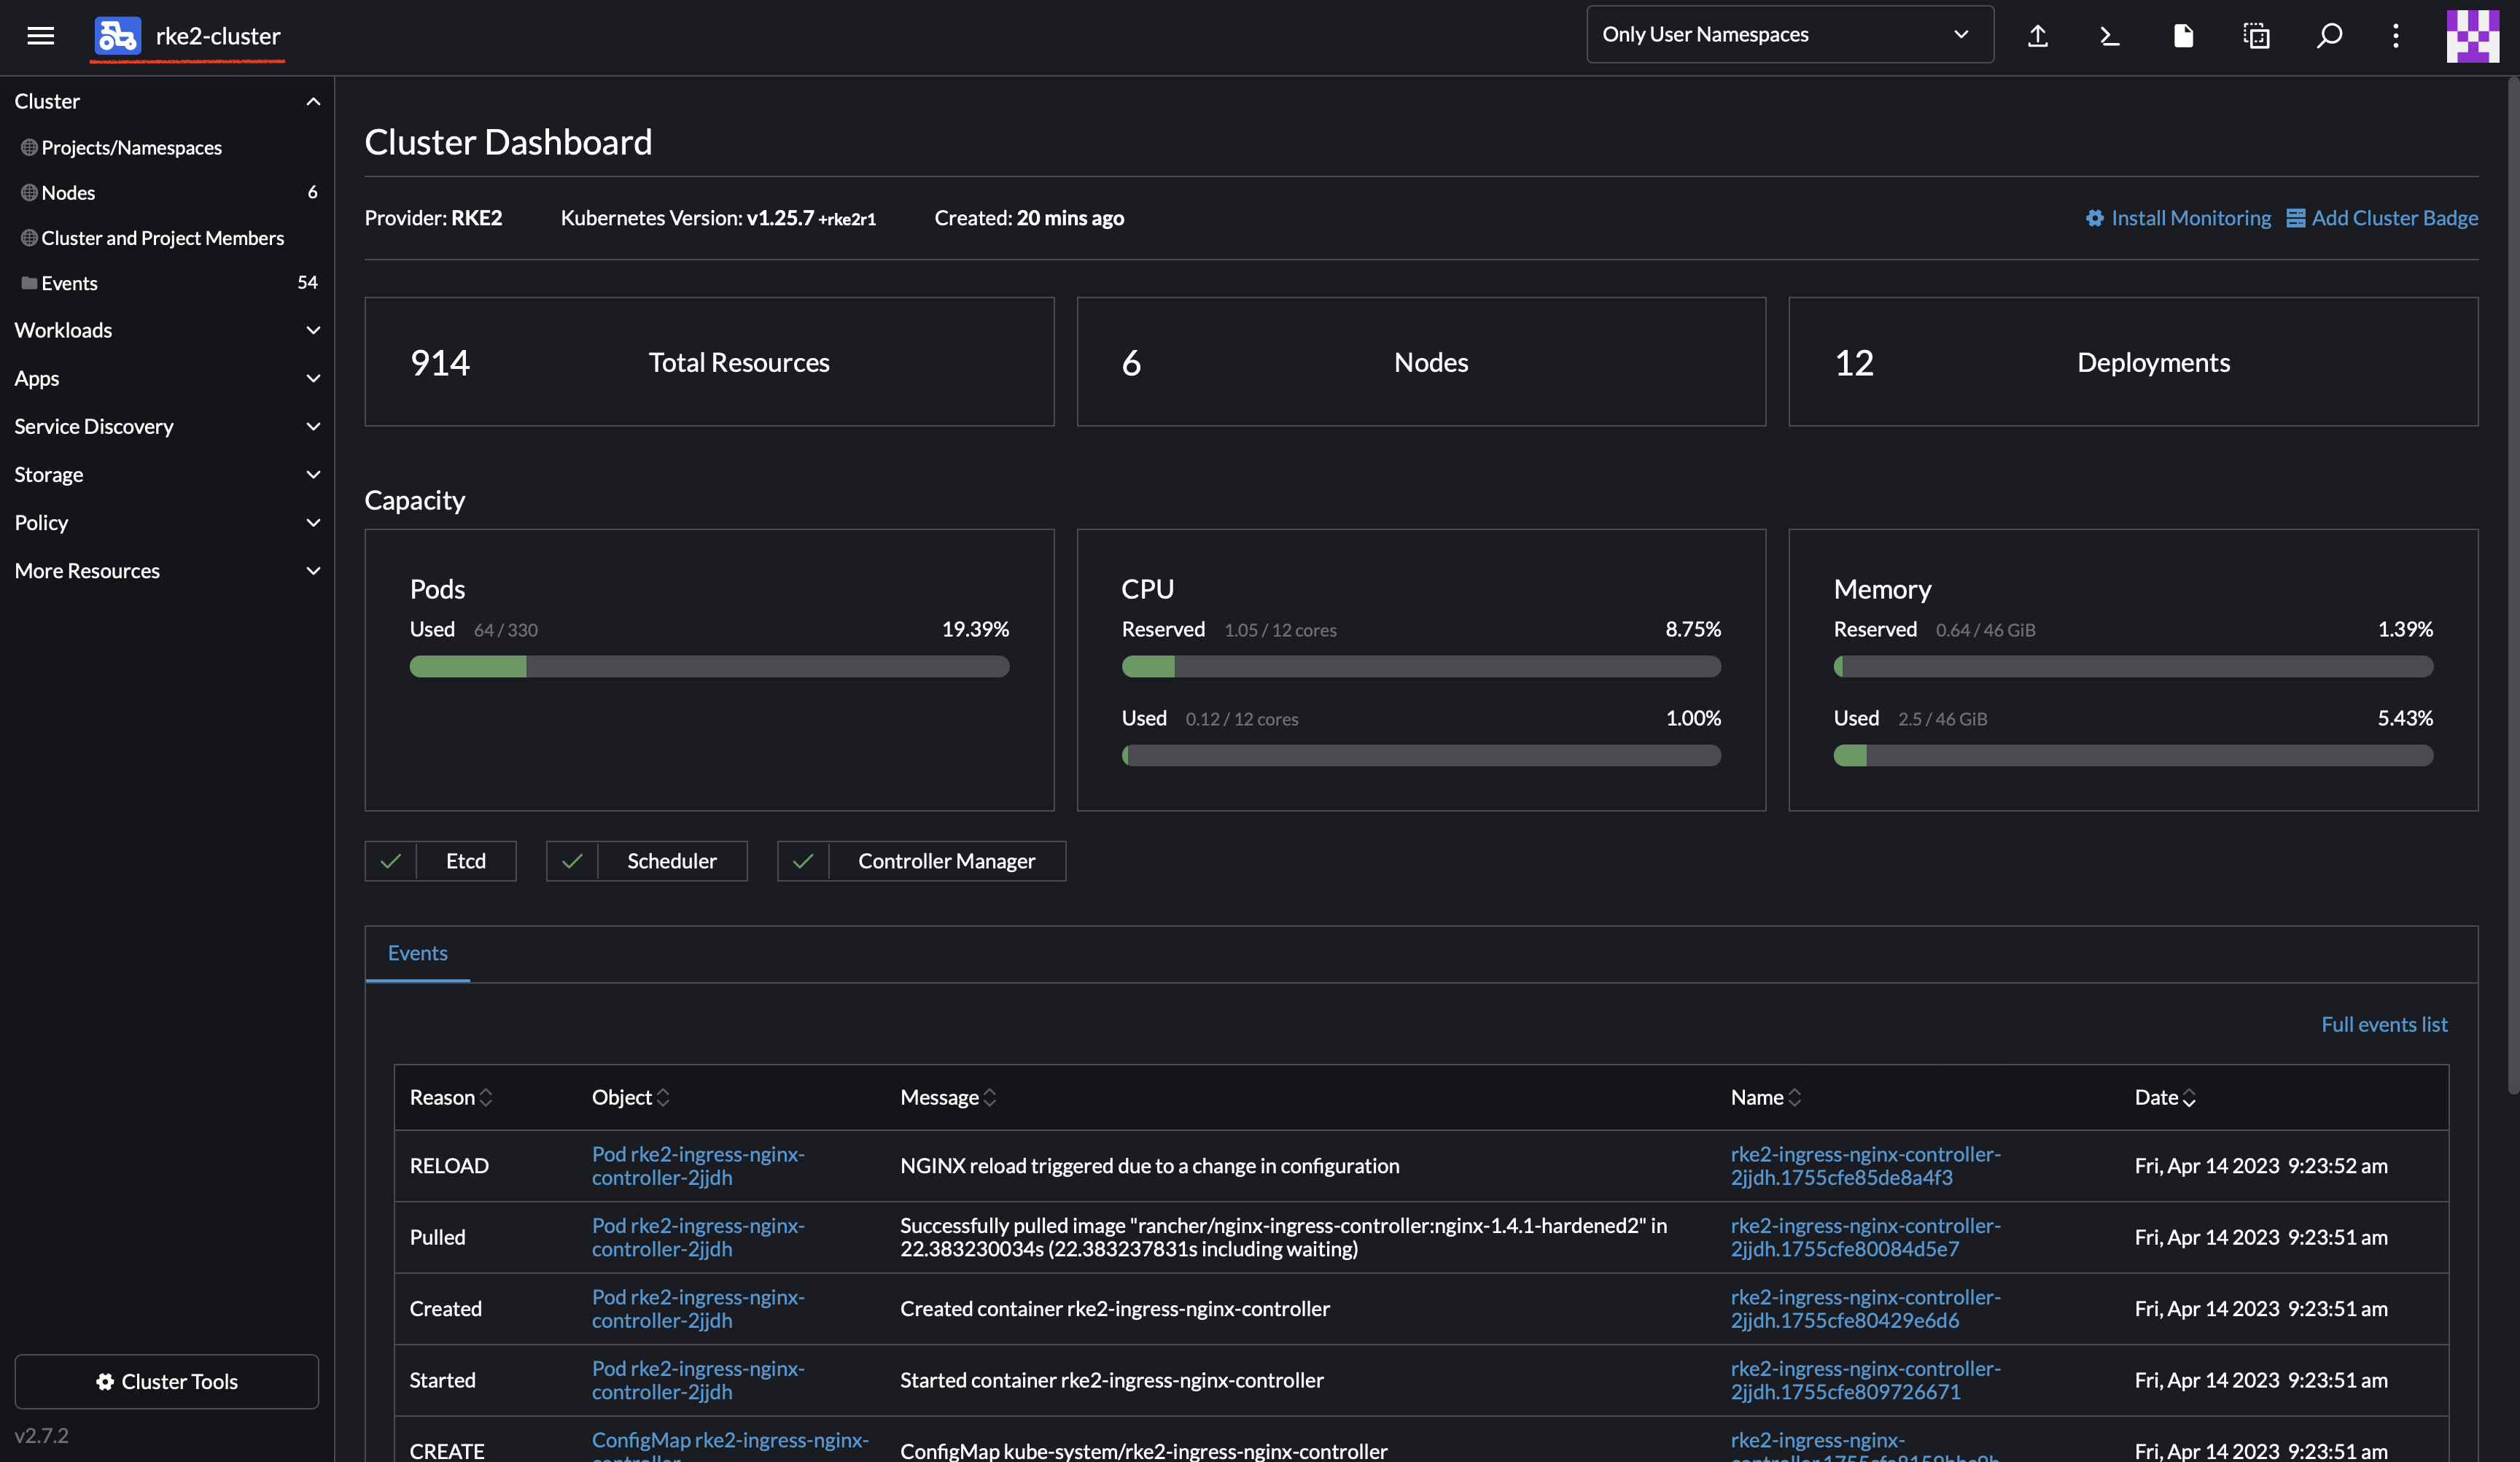 rke2-cluster
Only User Namespaces
Cluster
Projects/Namespaces
Nodes 6
Cluster and Project Members
Events 54
Workloads
Apps
Service Discovery
Storage
Policy
More Resources
Cluster Tools
v2.7.2
Cluster Dashboard
Provider: RKE2 Kubernetes Version: v1.25.7 +rke2r1 Created: 20 mins ago
Install Monitoring Add Cluster Badge
914 Total Resources
6 Nodes
12 Deployments
Capacity
Pods
Used 64 / 330 19.39%
CPU
Reserved 1.05 / 12 cores 8.75%
Used 0.12 / 12 cores 1.00%
Memory
Reserved 0.64 / 46 GiB 1.39%
Used 2.5 / 46 GiB 5.43%
Etcd
Scheduler
Controller Manager
Events
Full events list
Reason Object Message Name Date
RELOAD
Pod rke2-ingress-nginx-
controller-2jjdh
NGINX reload triggered due to a change in configuration
rke2-ingress-nginx-controller-
2jjdh.1755cfe85de8a4f3
Fri, Apr 14 2023 9:23:52 am
Pulled
Pod rke2-ingress-nginx-
controller-2jjdh
Successfully pulled image "rancher/nginx-ingress-controller:nginx-1.4.1-hardened2" in
22.383230034s (22.383237831s including waiting)
rke2-ingress-nginx-controller-
2jjdh.1755cfe80084d5e7
Fri, Apr 14 2023 9:23:51 am
Created
Pod rke2-ingress-nginx-
controller-2jjdh
Created container rke2-ingress-nginx-controller
rke2-ingress-nginx-controller-
2jjdh.1755cfe80429e6d6
Fri, Apr 14 2023 9:23:51 am
Started
Pod rke2-ingress-nginx-
controller-2jjdh
Started container rke2-ingress-nginx-controller
rke2-ingress-nginx-controller-
2jjdh.1755cfe809726671
Fri, Apr 14 2023 9:23:51 am
CREATE
ConfigMap rke2-ingress-nginx-
ConfigMap kube-system/rke2-ingress-nginx-controller
rke2-ingress-nginx-
Fri, Apr 14 2023 9:23:51 am